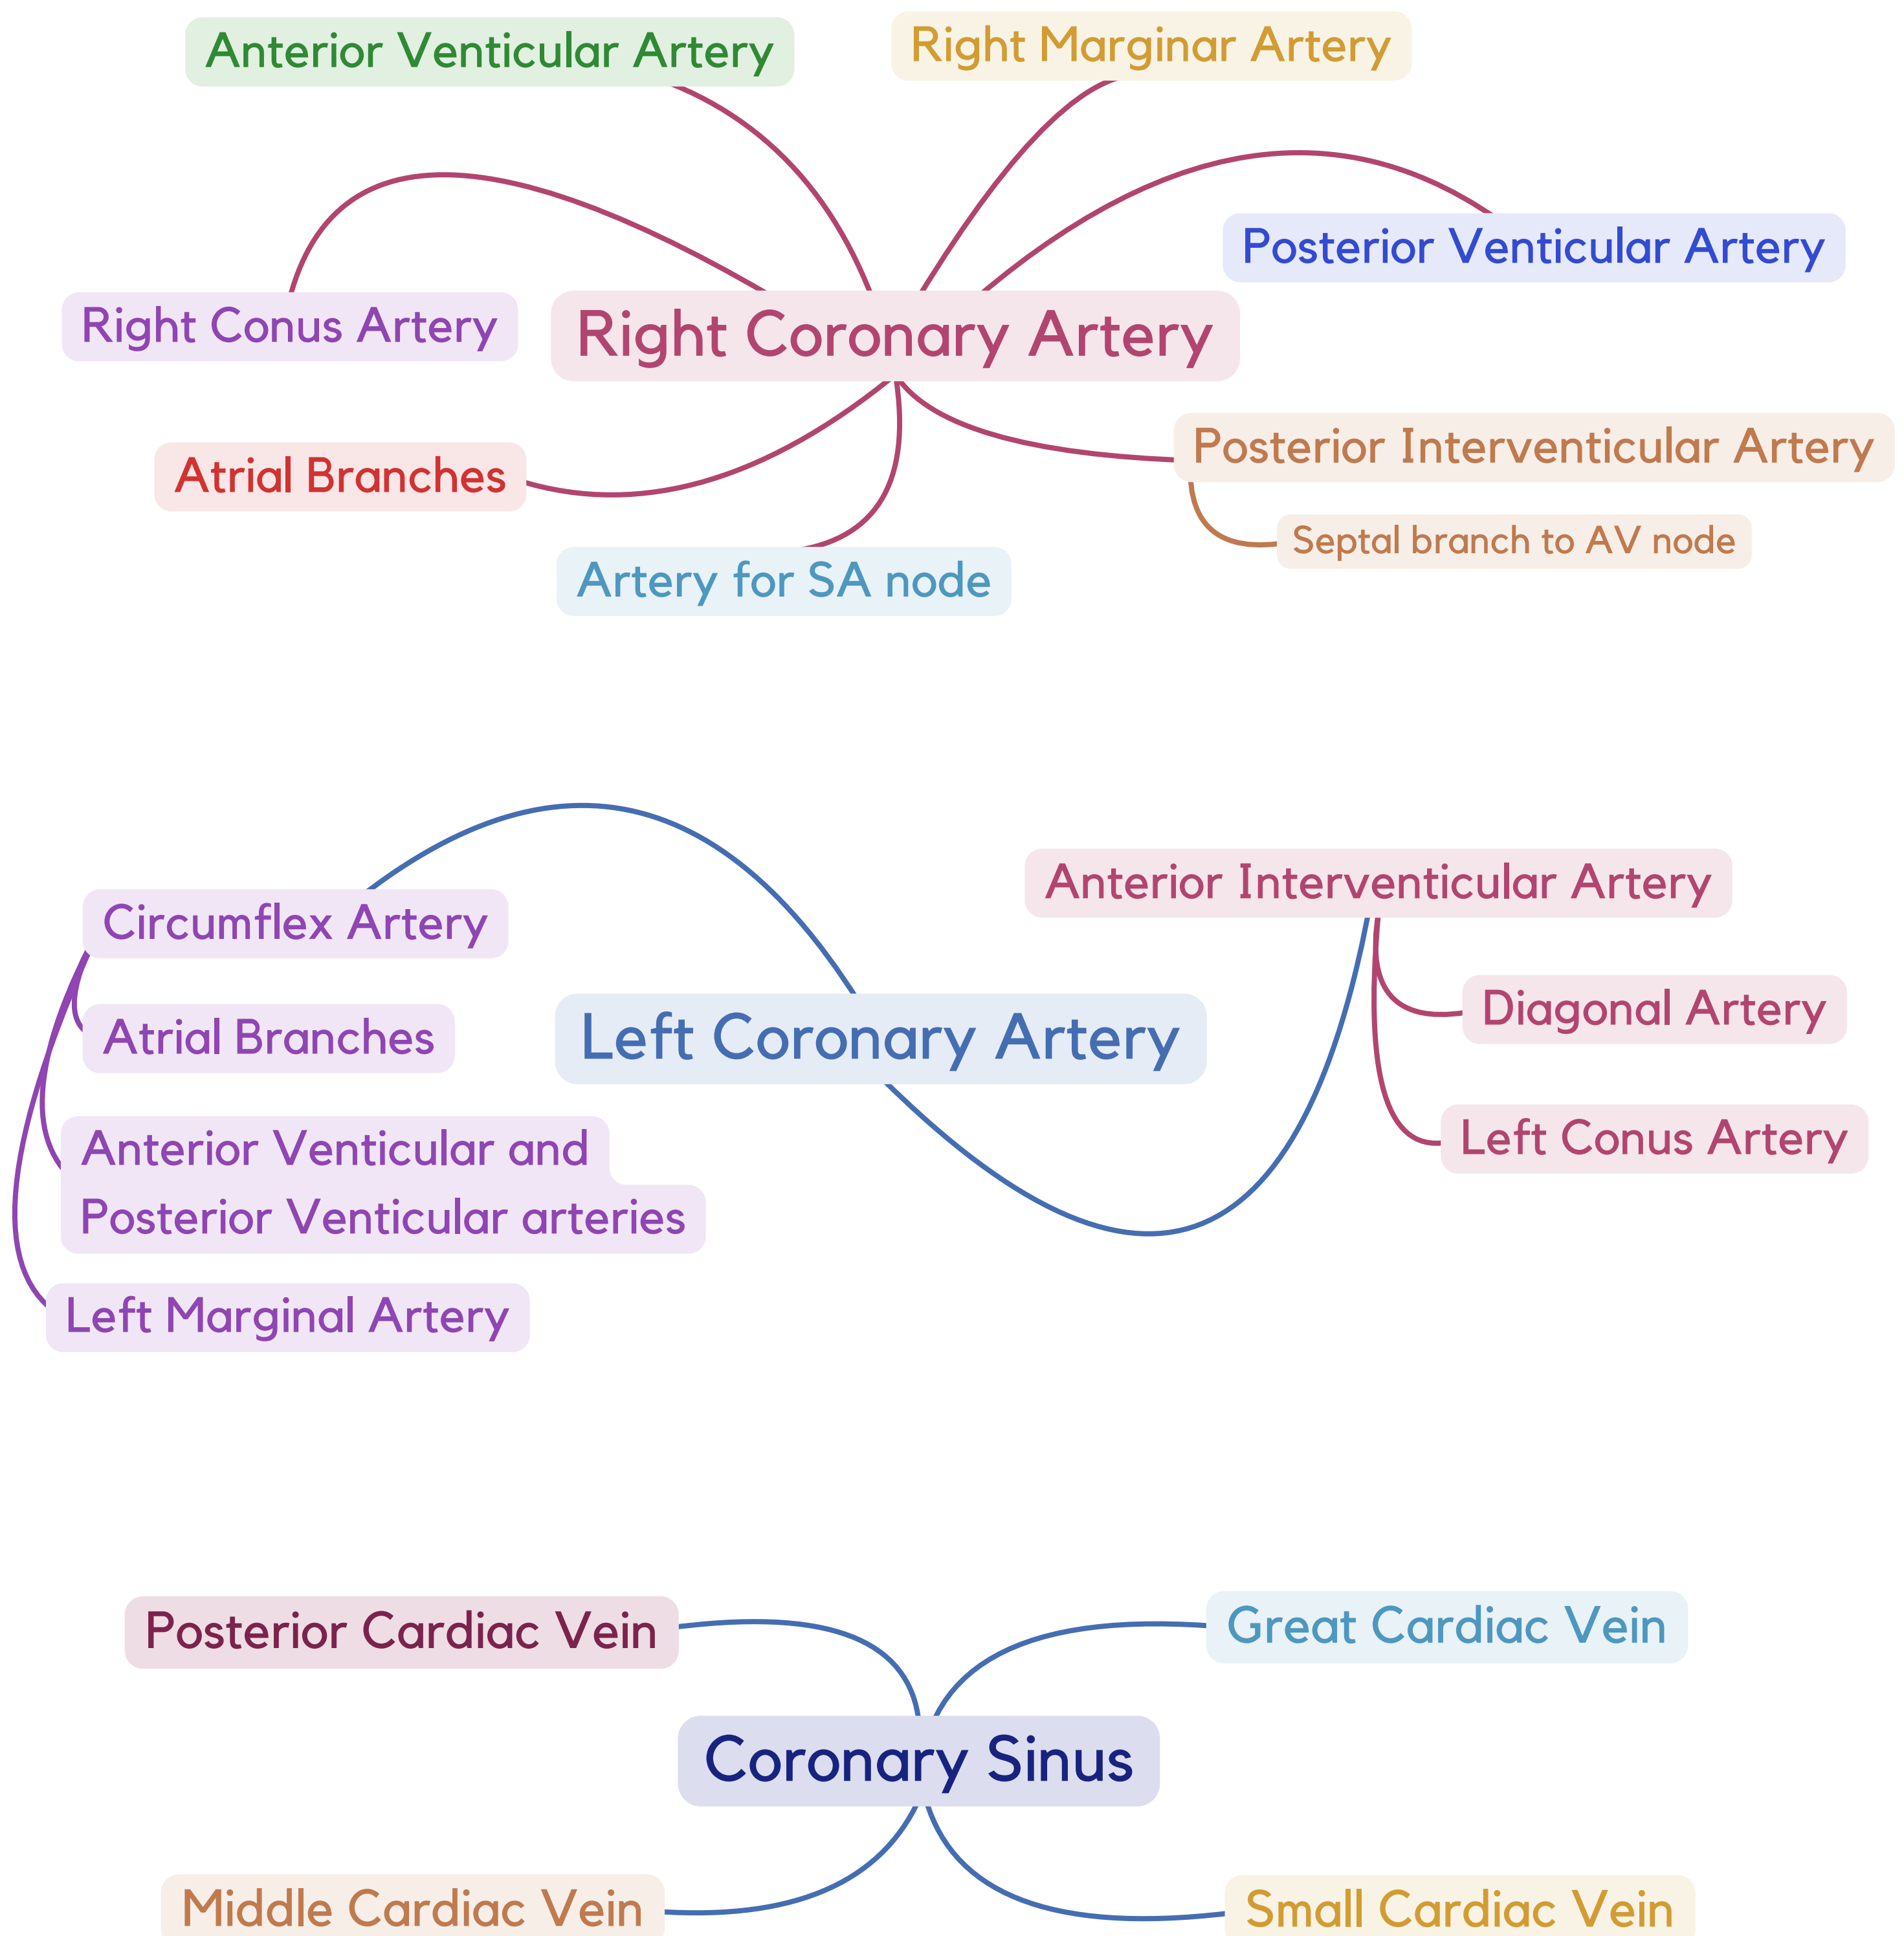 Anterior Venticular Artery
Right Marginar Artery
Posterior Venticular Artery
Right Conus Artery
Right Coronary Artery
Posterior Interventicular Artery
Atrial Branches
Septal branch to AV node
Artery for SA node
Anterior Interventicular Artery
Circumflex Artery
Diagonal Artery
Atrial Branches
Left Coronary Artery
Left Conus Artery
Anterior Venticular and
Posterior Venticular arteries
Left Marginal Artery
Posterior Cardiac Vein
Great Cardiac Vein
Coronary Sinus
Middle Cardiac Vein
Small Cardiac Vein